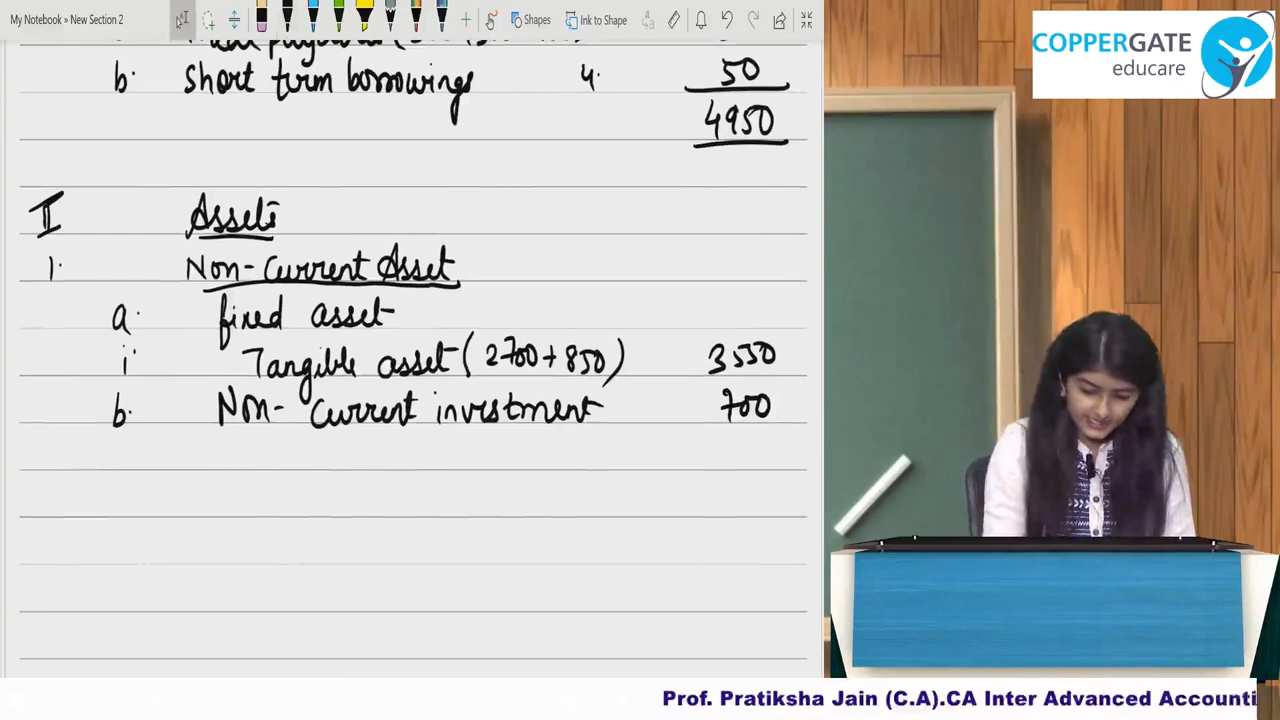 My Notebook » New Section 2
Shapes
Ink to Shape
COPPERGATE
educare
b. short term borrowings 4. 50
4950
II Assets
1. Non-Current Asset
a. fixed asset
i. Tangible asset (2700+850) 3550
b. Non-Current investment 700
Prof. Pratiksha Jain (C.A).CA Inter Advanced Accounti